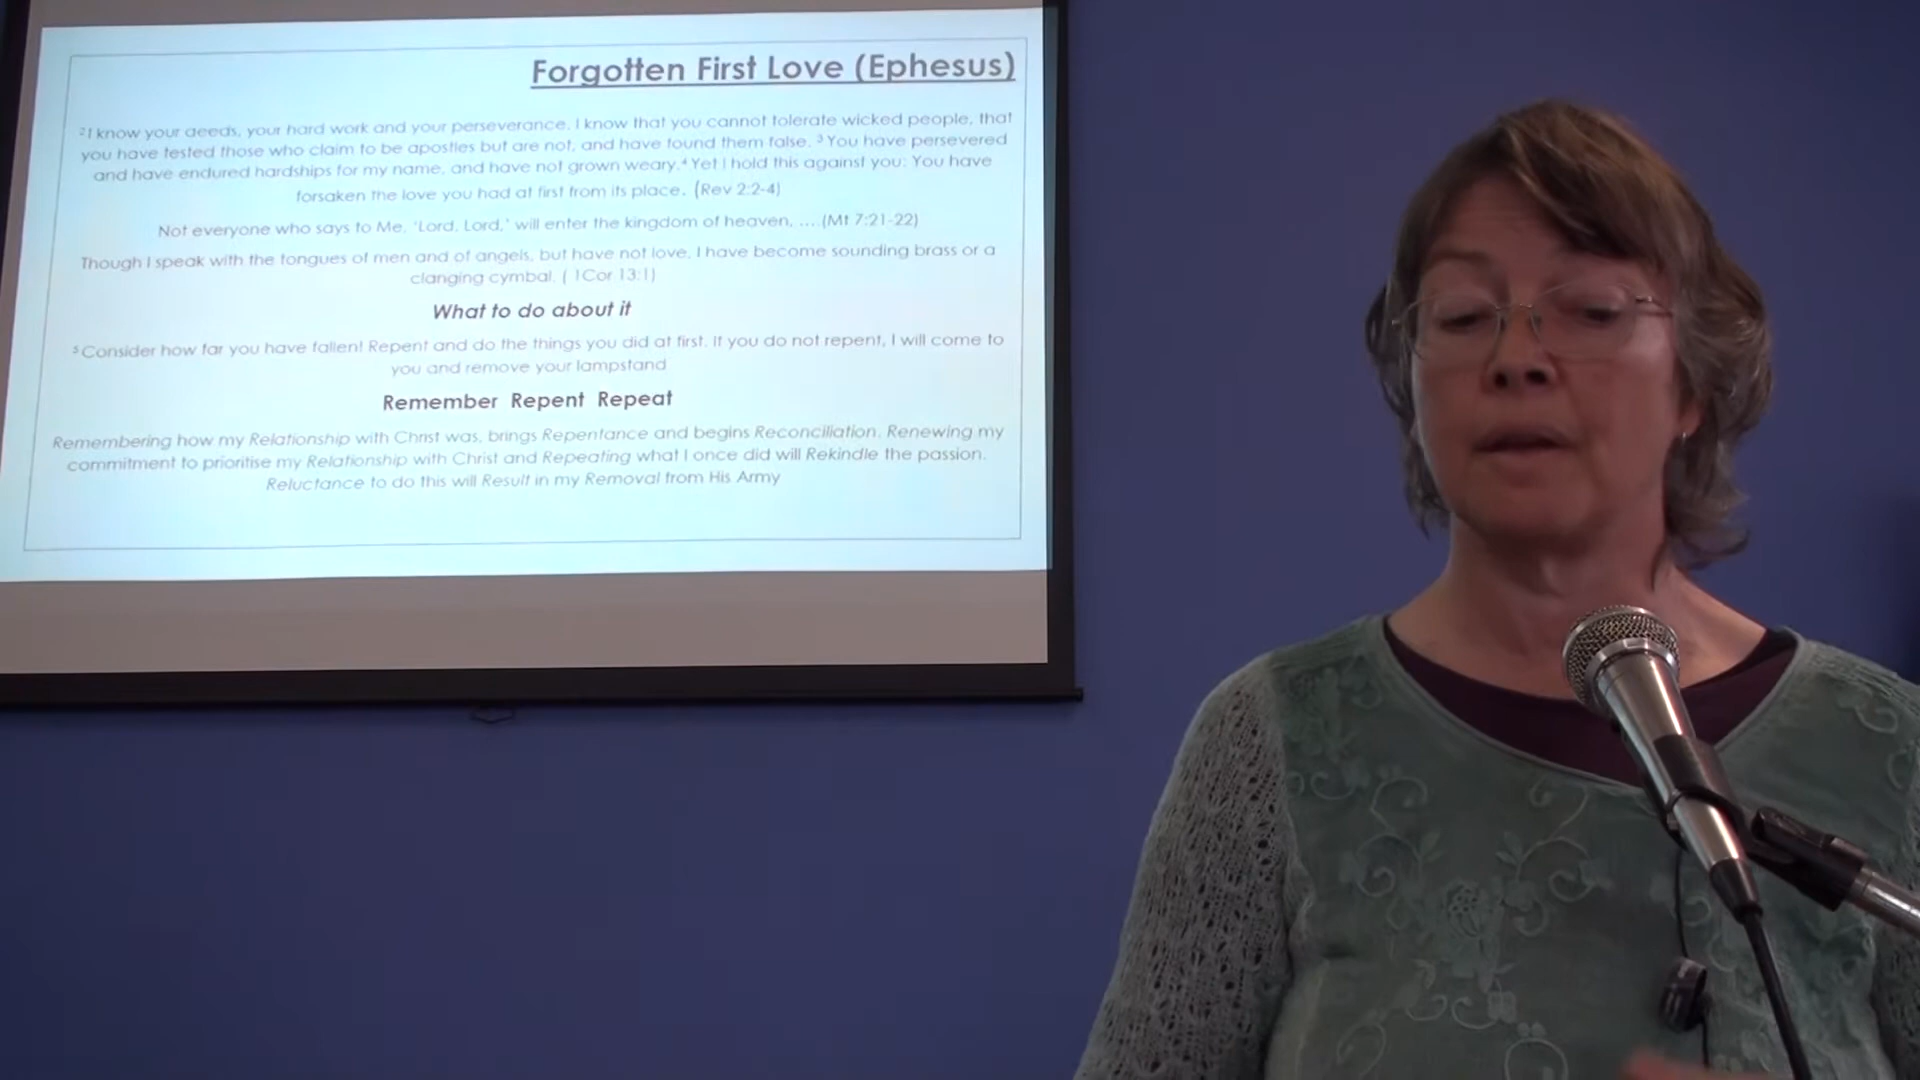 Forgotten First Love (Ephesus)
²I know your deeds, your hard work and your perseverance. I know that you cannot tolerate wicked people, that
you have tested those who claim to be apostles but are not, and have found them false. ³ You have persevered
and have endured hardships for my name, and have not grown weary.⁴ Yet I hold this against you: You have
forsaken the love you had at first from its place. (Rev 2:2-4)
Not everyone who says to Me, 'Lord, Lord,' will enter the kingdom of heaven, .... (Mt 7:21-22)
Though I speak with the tongues of men and of angels, but have not love, I have become sounding brass or a
clanging cymbal. ( 1Cor 13:1)
What to do about it
⁵ Consider how far you have fallen! Repent and do the things you did at first. If you do not repent, I will come to
you and remove your lampstand
Remember Repent Repeat
Remembering how my Relationship with Christ was, brings Repentance and begins Reconciliation. Renewing my
commitment to prioritise my Relationship with Christ and Repeating what I once did will Rekindle the passion.
Reluctance to do this will Result in my Removal from His Army